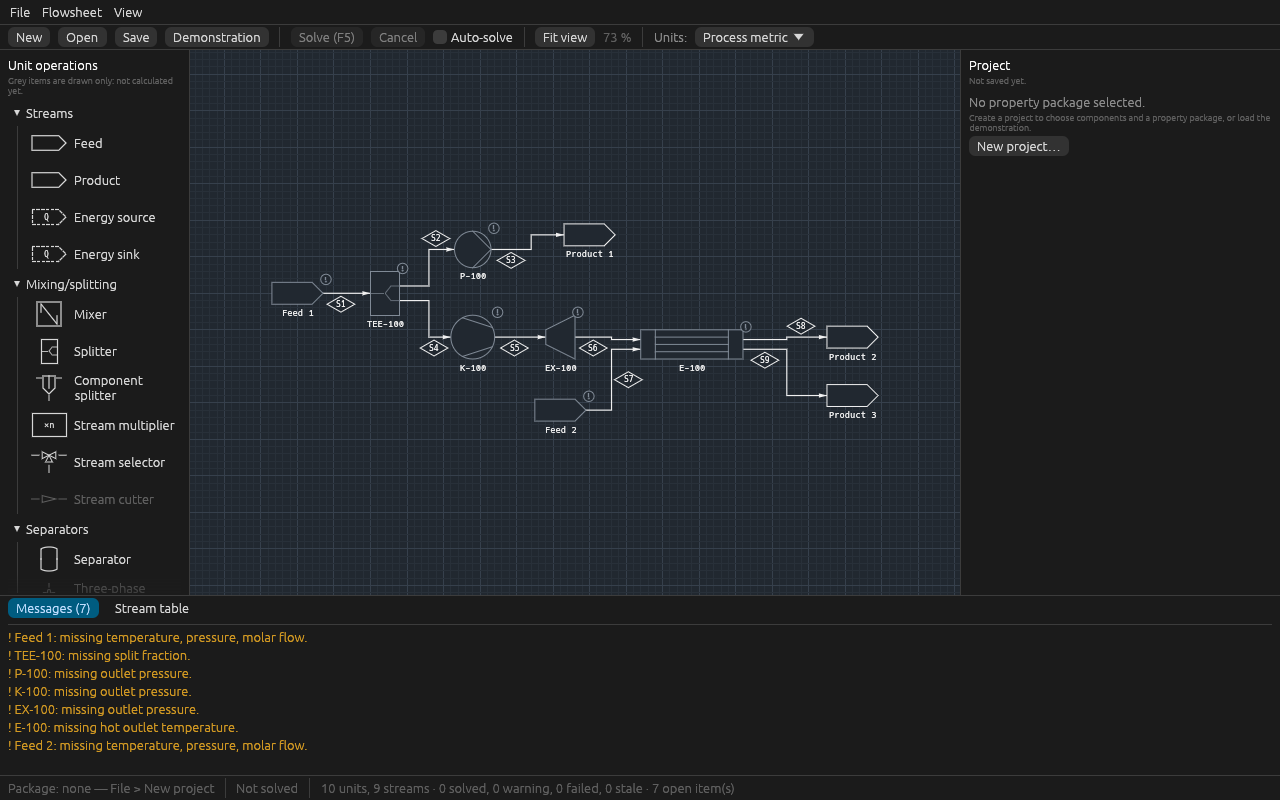 File Flowsheet View
New Open Save Demonstration Solve (F5) Cancel Auto-solve Fit view 73 % Units: Process metric
Unit operations
Grey items are drawn only: not calculated
yet.
Streams
Feed
Product
Q Energy source
Q Energy sink
Mixing/splitting
Mixer
Splitter
Component
splitter
×n Stream multiplier
Stream selector
Stream cutter
Separators
Separator
Three-phase
S2
P-100
S3
Product 1
Feed 1
S1
TEE-100
S4
K-100
S5
EX-100
S6
S7
Feed 2
E-100
S8
S9
Product 2
Product 3
Project
Not saved yet.
No property package selected.
Create a project to choose components and a property package, or load the
demonstration.
New project...
Messages (7) Stream table
! Feed 1: missing temperature, pressure, molar flow.
! TEE-100: missing split fraction.
! P-100: missing outlet pressure.
! K-100: missing outlet pressure.
! EX-100: missing outlet pressure.
! E-100: missing hot outlet temperature.
! Feed 2: missing temperature, pressure, molar flow.
Package: none — File > New project Not solved 10 units, 9 streams · 0 solved, 0 warning, 0 failed, 0 stale · 7 open item(s)